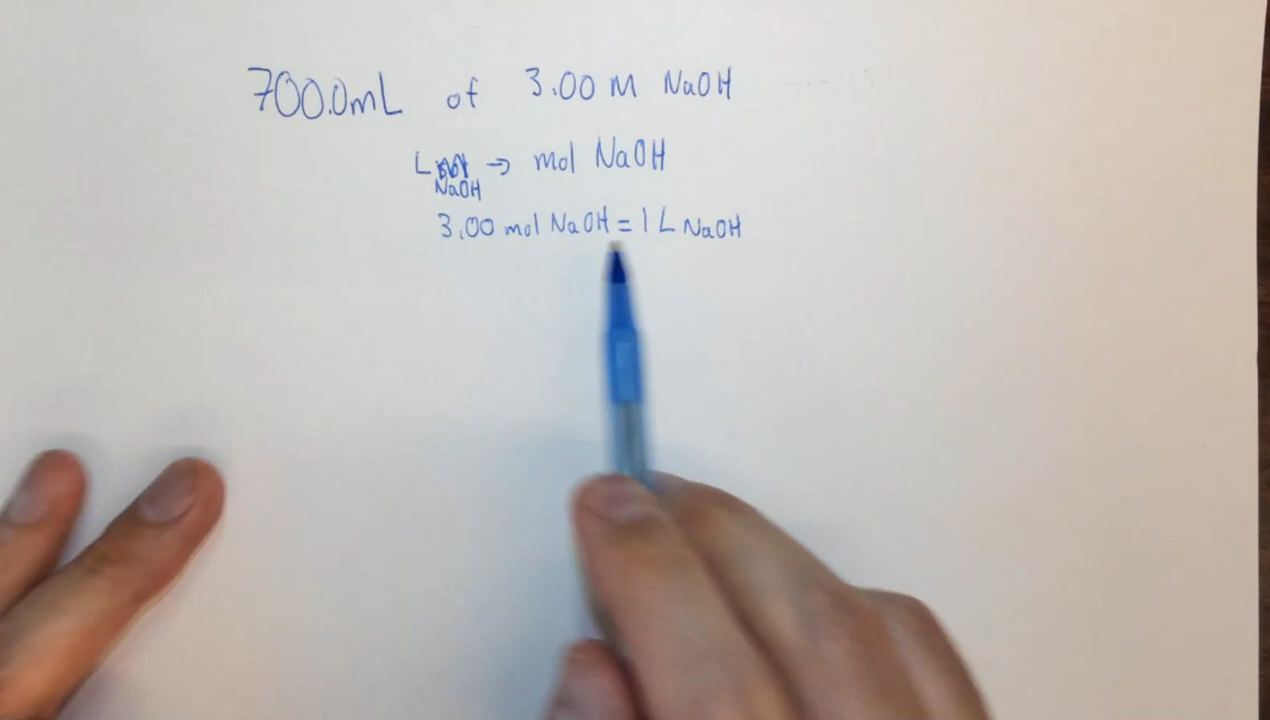 700.0mL of 3.00 M NaOH
L NaOH → mol NaOH
3.00 mol NaOH = 1 L NaOH